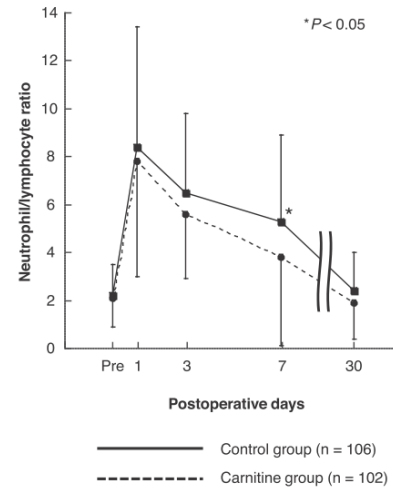 14
*P< 0.05
12
10
8
6
4
2
0
Neutrophil/lymphocyte ratio
*
Pre 1 3 7 30
Postoperative days
Control group (n = 106)
Carnitine group (n = 102)